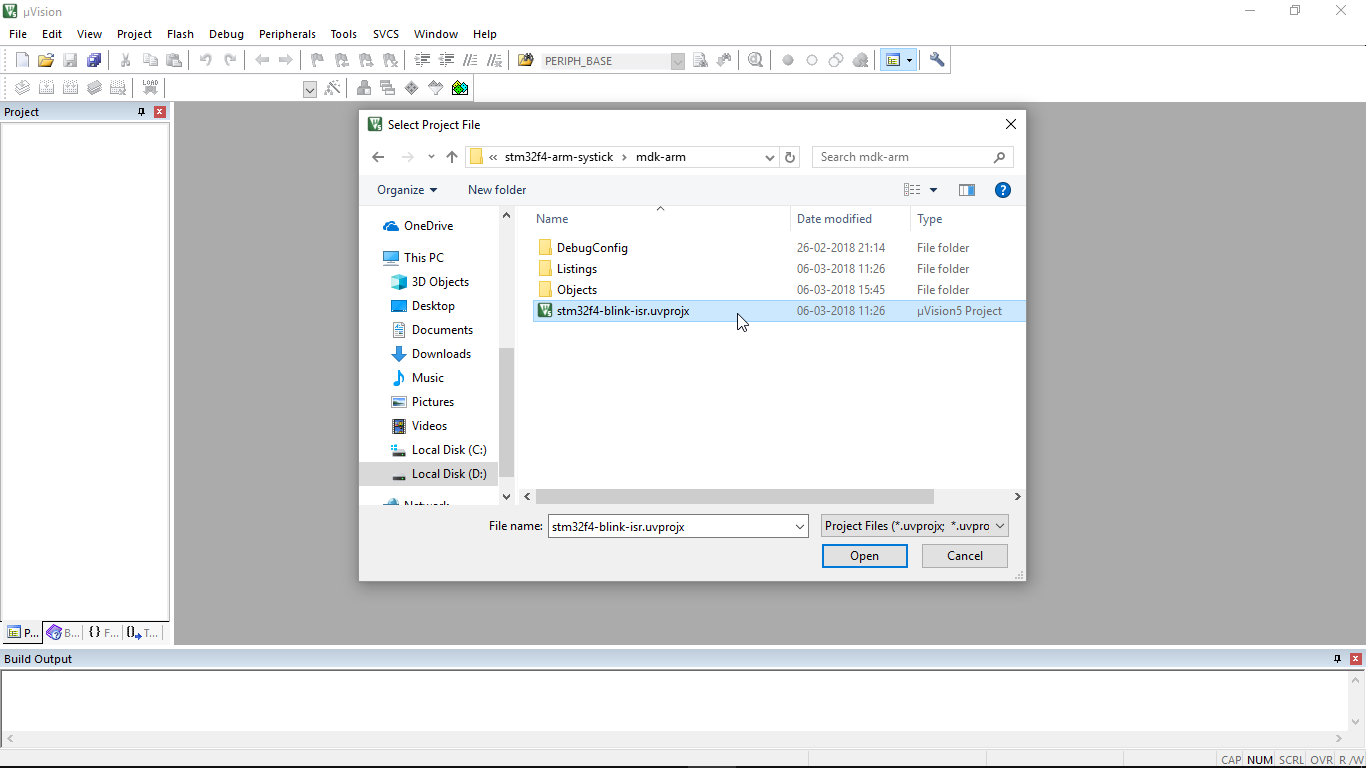 µVision
File Edit View Project Flash Debug Peripherals Tools SVCS Window Help
PERIPH_BASE
LOAD
Project
Select Project File
« stm32f4-arm-systick › mdk-arm
Search mdk-arm
Organize
New folder
Name Date modified Type
OneDrive
This PC
3D Objects
Desktop
Documents
Downloads
Music
Pictures
Videos
Local Disk (C:)
Local Disk (D:)
Network
DebugConfig 26-02-2018 21:14 File folder
Listings 06-03-2018 11:26 File folder
Objects 06-03-2018 15:45 File folder
stm32f4-blink-isr.uvprojx 06-03-2018 11:26 µVision5 Project
File name: stm32f4-blink-isr.uvprojx Project Files (*.uvprojx; *.uvpro
Open Cancel
P... B... {} F... T...
Build Output
CAP NUM SCRL OVR R /W